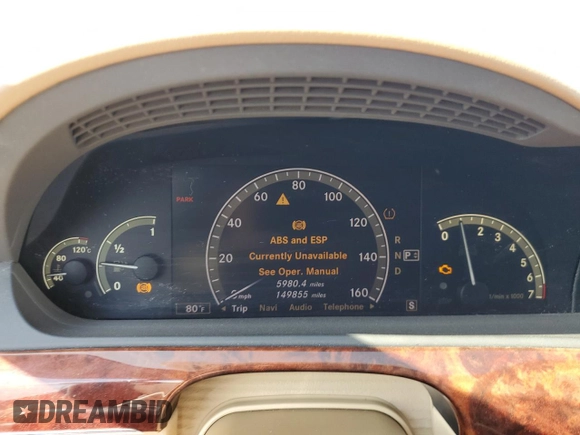 80
60 100
PARK
40 120
20 140
0 mph 160
ABS and ESP
Currently Unavailable
See Oper. Manual
5980.4 miles
149855 miles
◄ Trip Navi Audio Telephone ►
80°F
S
R
N P
D
120°C
80
40
1
½
0
0 1 2
3
4
5
6
7
DREAMBID